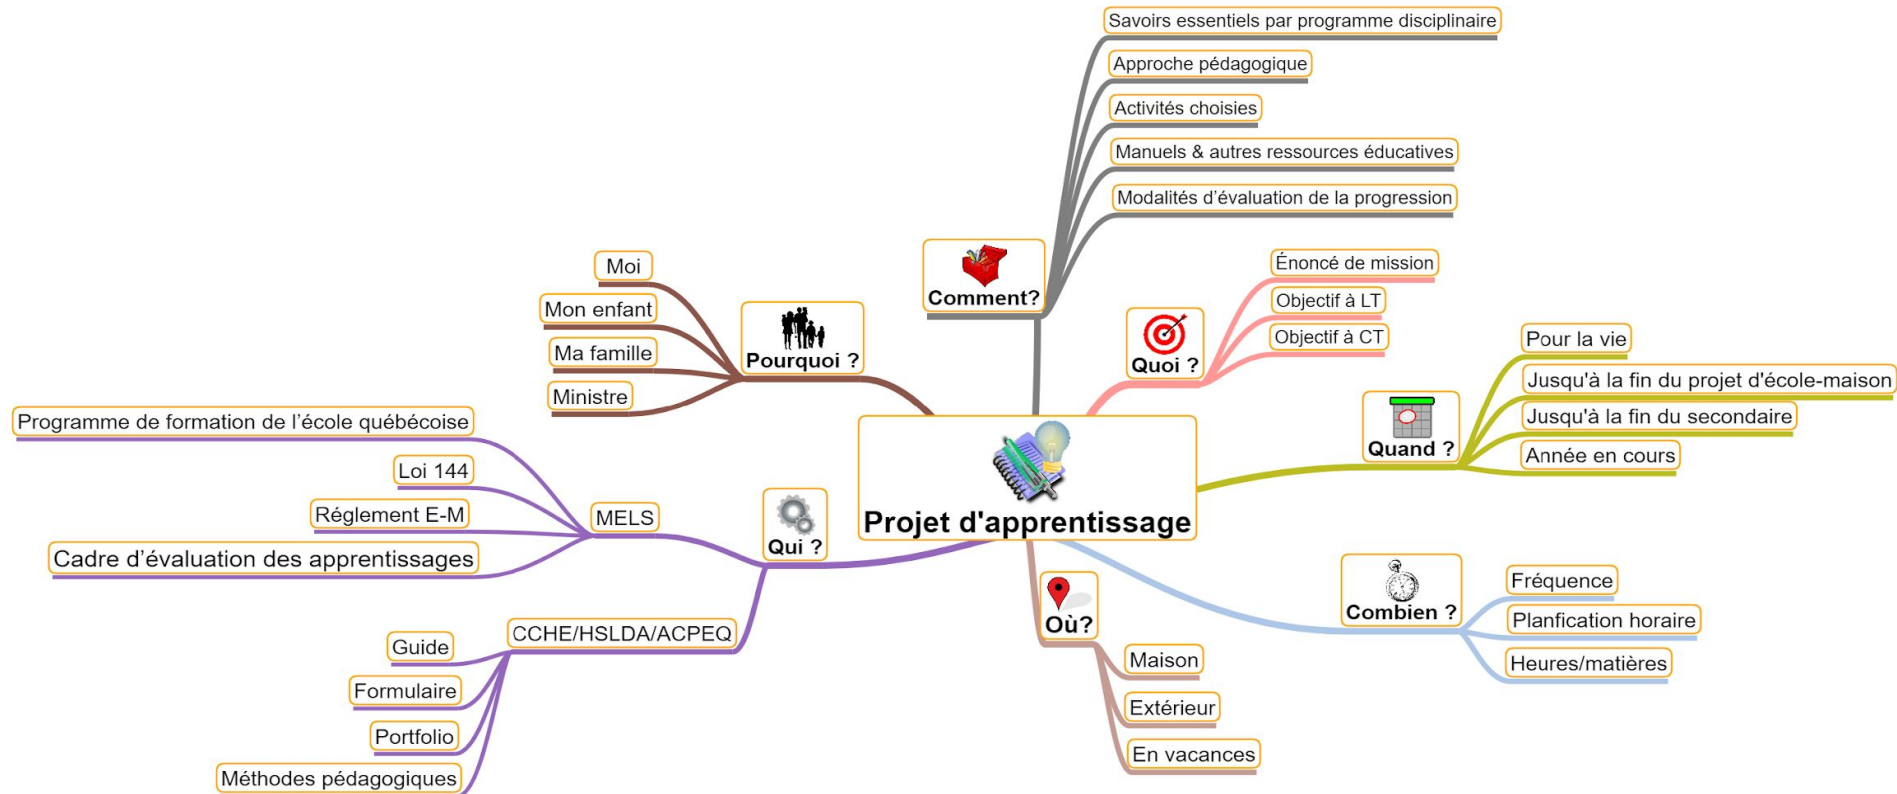 Savoirs essentiels par programme disciplinaire
Approche pédagogique
Activités choisies
Manuels & autres ressources éducatives
Modalités d’évaluation de la progression
Comment?
Énoncé de mission
Objectif à LT
Objectif à CT
Quoi ?
Pour la vie
Jusqu'à la fin du projet d'école-maison
Jusqu'à la fin du secondaire
Année en cours
Quand ?
Moi
Mon enfant
Ma famille
Ministre
Pourquoi ?
Projet d'apprentissage
Programme de formation de l’école québécoise
Loi 144
Réglement E-M
Cadre d’évaluation des apprentissages
MELS
Qui ?
CCHE/HSLDA/ACPEQ
Guide
Formulaire
Portfolio
Méthodes pédagogiques
Où?
Maison
Extérieur
En vacances
Combien ?
Fréquence
Planfication horaire
Heures/matières